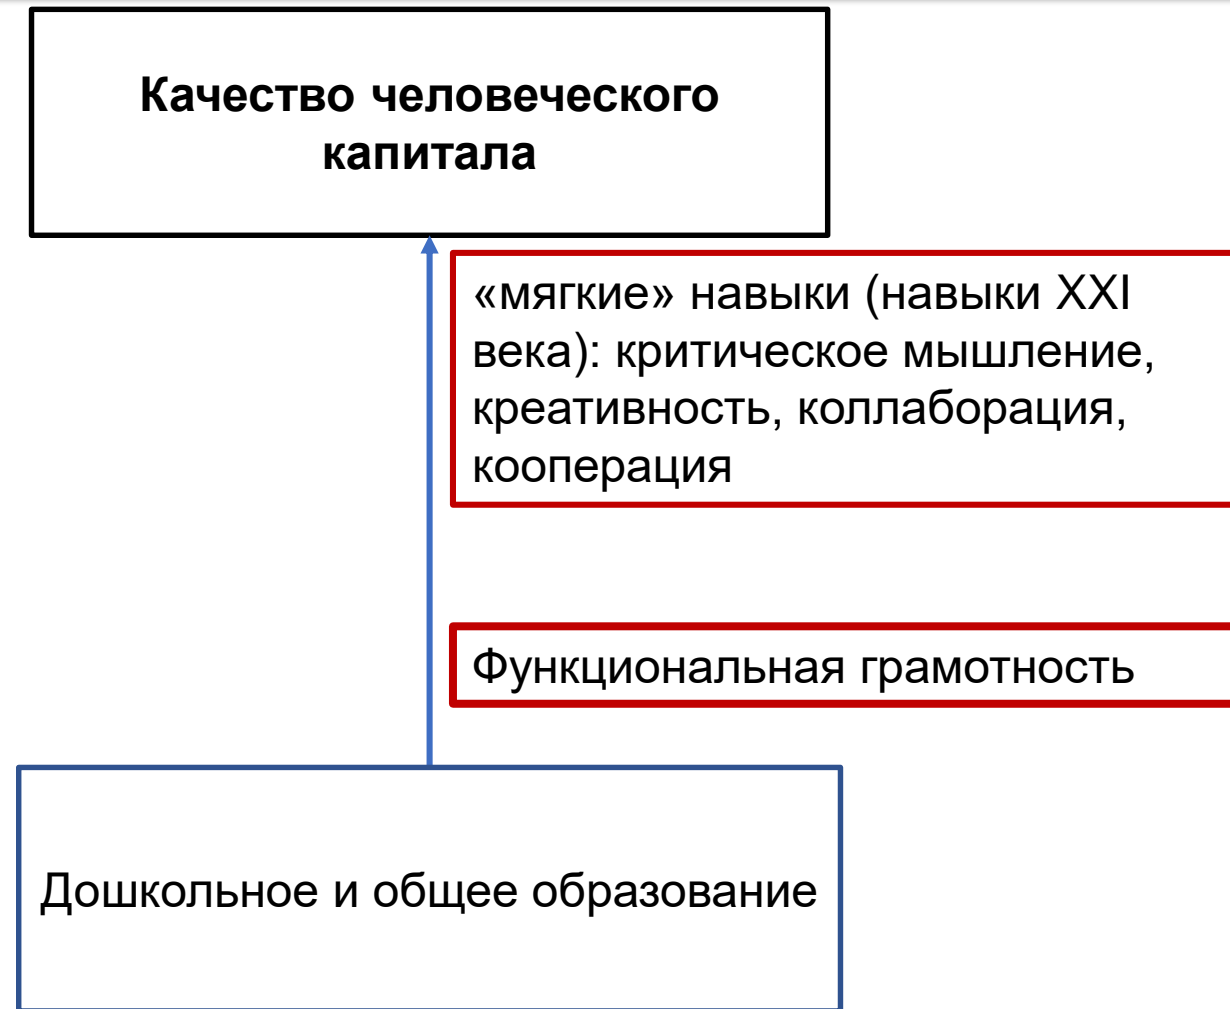 Качество человеческого
капитала
«мягкие» навыки (навыки XXI
века): критическое мышление,
креативность, коллаборация,
кооперация
Функциональная грамотность
Дошкольное и общее образование